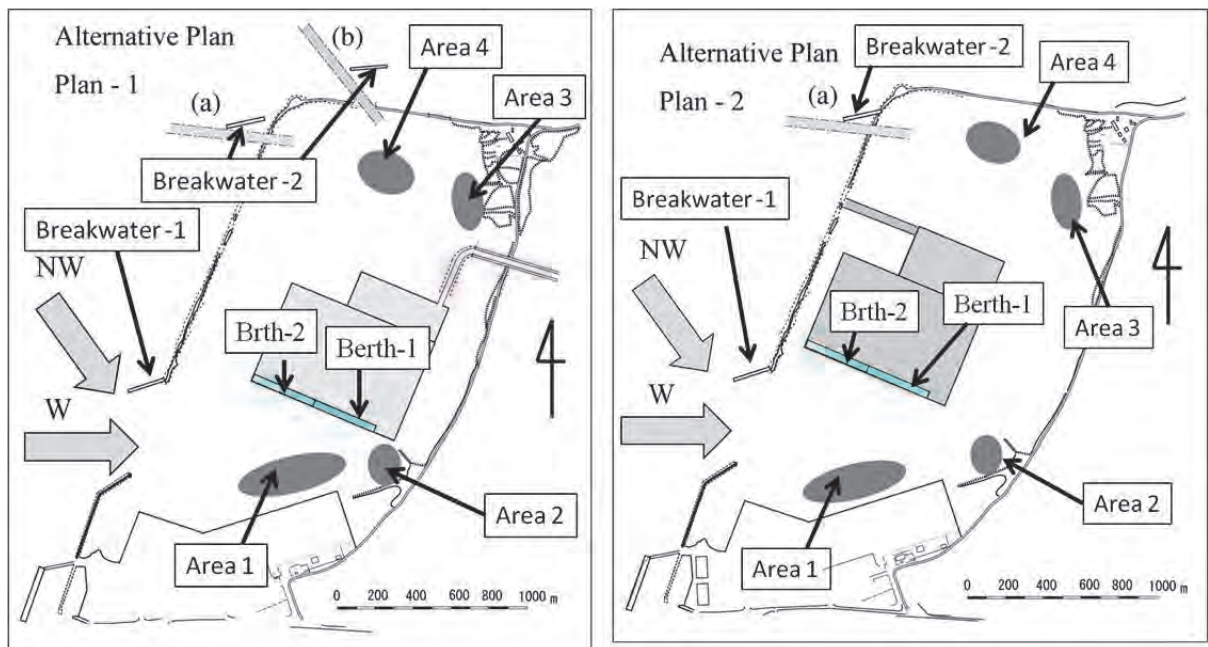 Alternative Plan
Plan - 1
(b)
Area 4
(a)
Area 3
Breakwater -2
Breakwater -1
NW
Brth-2
Berth-1
W
Area 2
Area 1
0 200 400 600 800 1000 m
Alternative Plan
Plan - 2
Breakwater -2
Area 4
(a)
Breakwater -1
NW
Brth-2
Berth-1
Area 3
W
Area 2
Area 1
0 200 400 600 800 1000 m